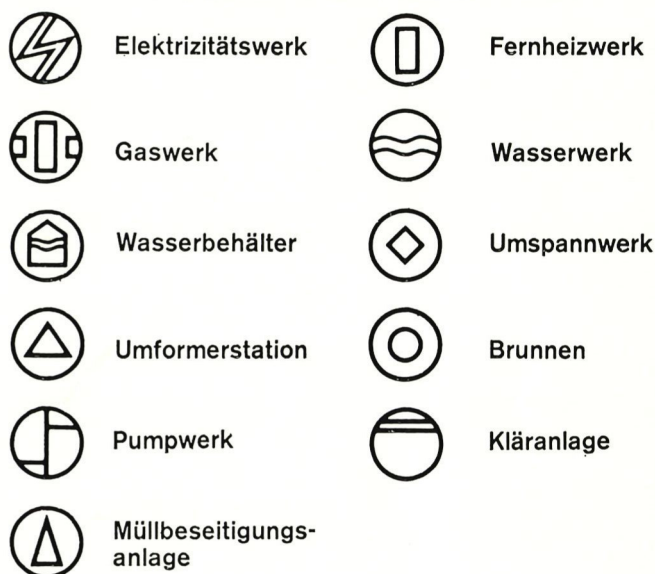 Elektrizitätswerk
Fernheizwerk
Gaswerk
Wasserwerk
Wasserbehälter
Umspannwerk
Umformerstation
Brunnen
Pumpwerk
Kläranlage
Müllbeseitigungs-
anlage